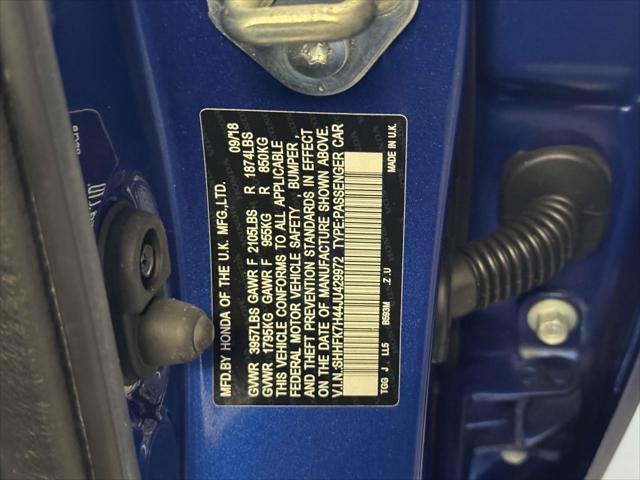 MFD.BY HONDA OF THE U.K. MFG.,LTD. 09/18
GVWR 3957LBS GAWR F 2105LBS R 1874LBS
GVWR 1795KG GAWR F 955KG R 850KG
THIS VEHICLE CONFORMS TO ALL APPLICABLE
FEDERAL MOTOR VEHICLE SAFETY , BUMPER ,
AND THEFT PREVENTION STANDARDS IN EFFECT
ON THE DATE OF MANUFACTURE SHOWN ABOVE.
V.I.N.:SHHFK7H44JU429972 TYPE:PASSENGER CAR
TGG J . LL5 B593M . Z . U MADE IN U.K.